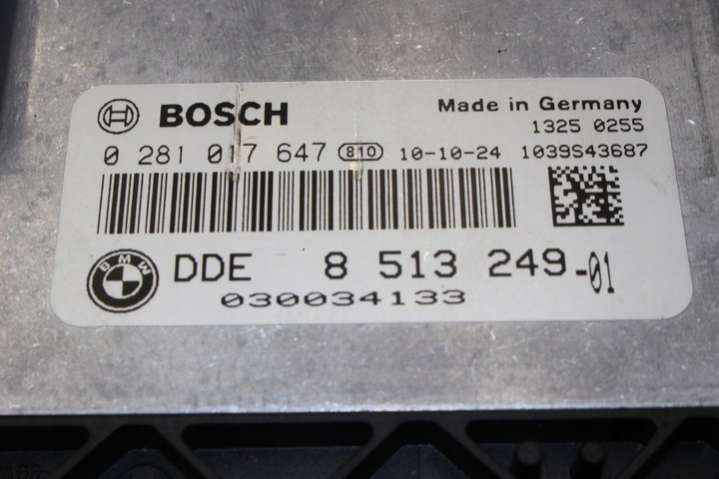 BOSCH Made in Germany
1325 0255
0 281 017 647 810 10-10-24 1039S43687
BMW DDE 8 513 249-01
030034133